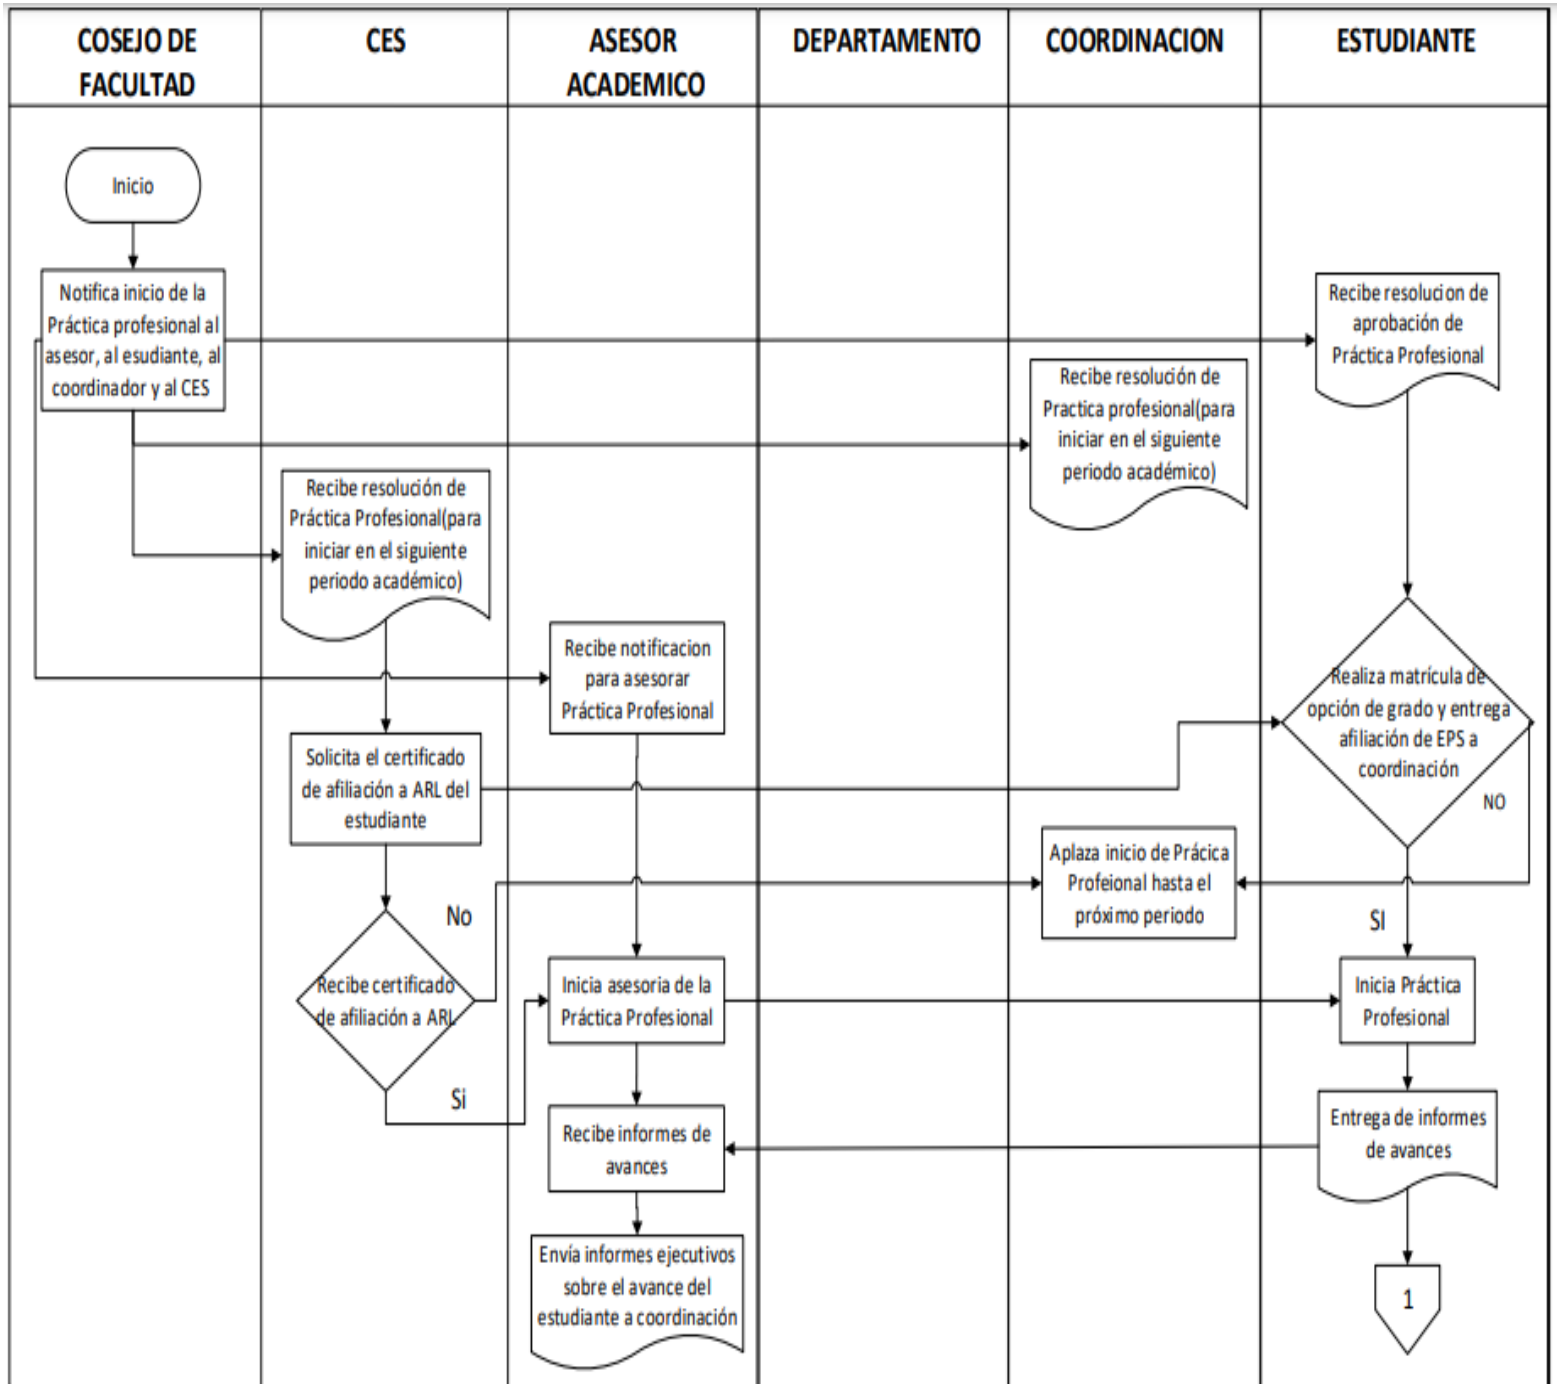 COSEJO DE
FACULTAD
CES
ASESOR
ACADEMICO
DEPARTAMENTO
COORDINACION
ESTUDIANTE
Inicio
Notifica inicio de la
Práctica profesional al
asesor, al esudiante, al
coordinador y al CES
Recibe resolucion de
aprobación de
Práctica Profesional
Recibe resolución de
Practica profesional(para
iniciar en el siguiente
periodo académico)
Recibe resolución de
Práctica Profesional(para
iniciar en el siguiente
periodo académico)
Recibe notificacion
para asesorar
Práctica Profesional
Realiza matrícula de
opción de grado y entrega
afiliación de EPS a
coordinación
NO
Solicita el certificado
de afiliación a ARL del
estudiante
Aplaza inicio de Prácica
Profeional hasta el
próximo periodo
No
SI
Recibe certificado
de afiliación a ARL
Inicia asesoria de la
Práctica Profesional
Inicia Práctica
Profesional
Si
Recibe informes de
avances
Entrega de informes
de avances
Envía informes ejecutivos
sobre el avance del
estudiante a coordinación
1